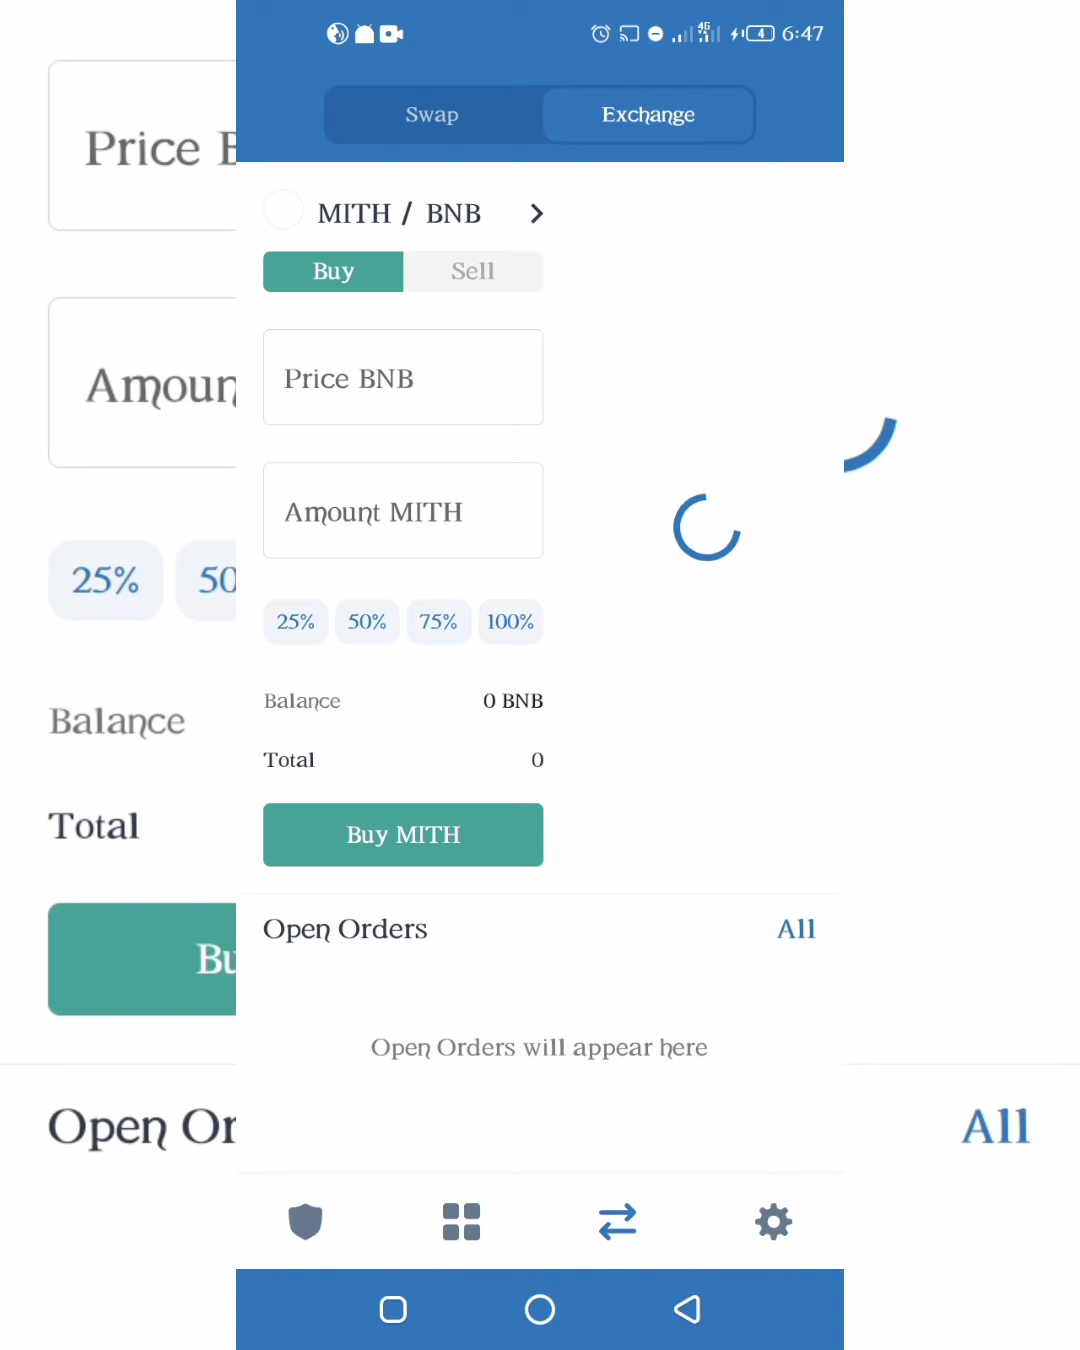 4G 4 6:47
Swap Exchange
MITH / BNB
Buy Sell
Price BNB
Amount MITH
25% 50% 75% 100%
Balance 0 BNB
Total 0
Buy MITH
Open Orders All
Open Orders will appear here
Price B
Amoun
25% 50
Balance
Total
Bu
Open Or All